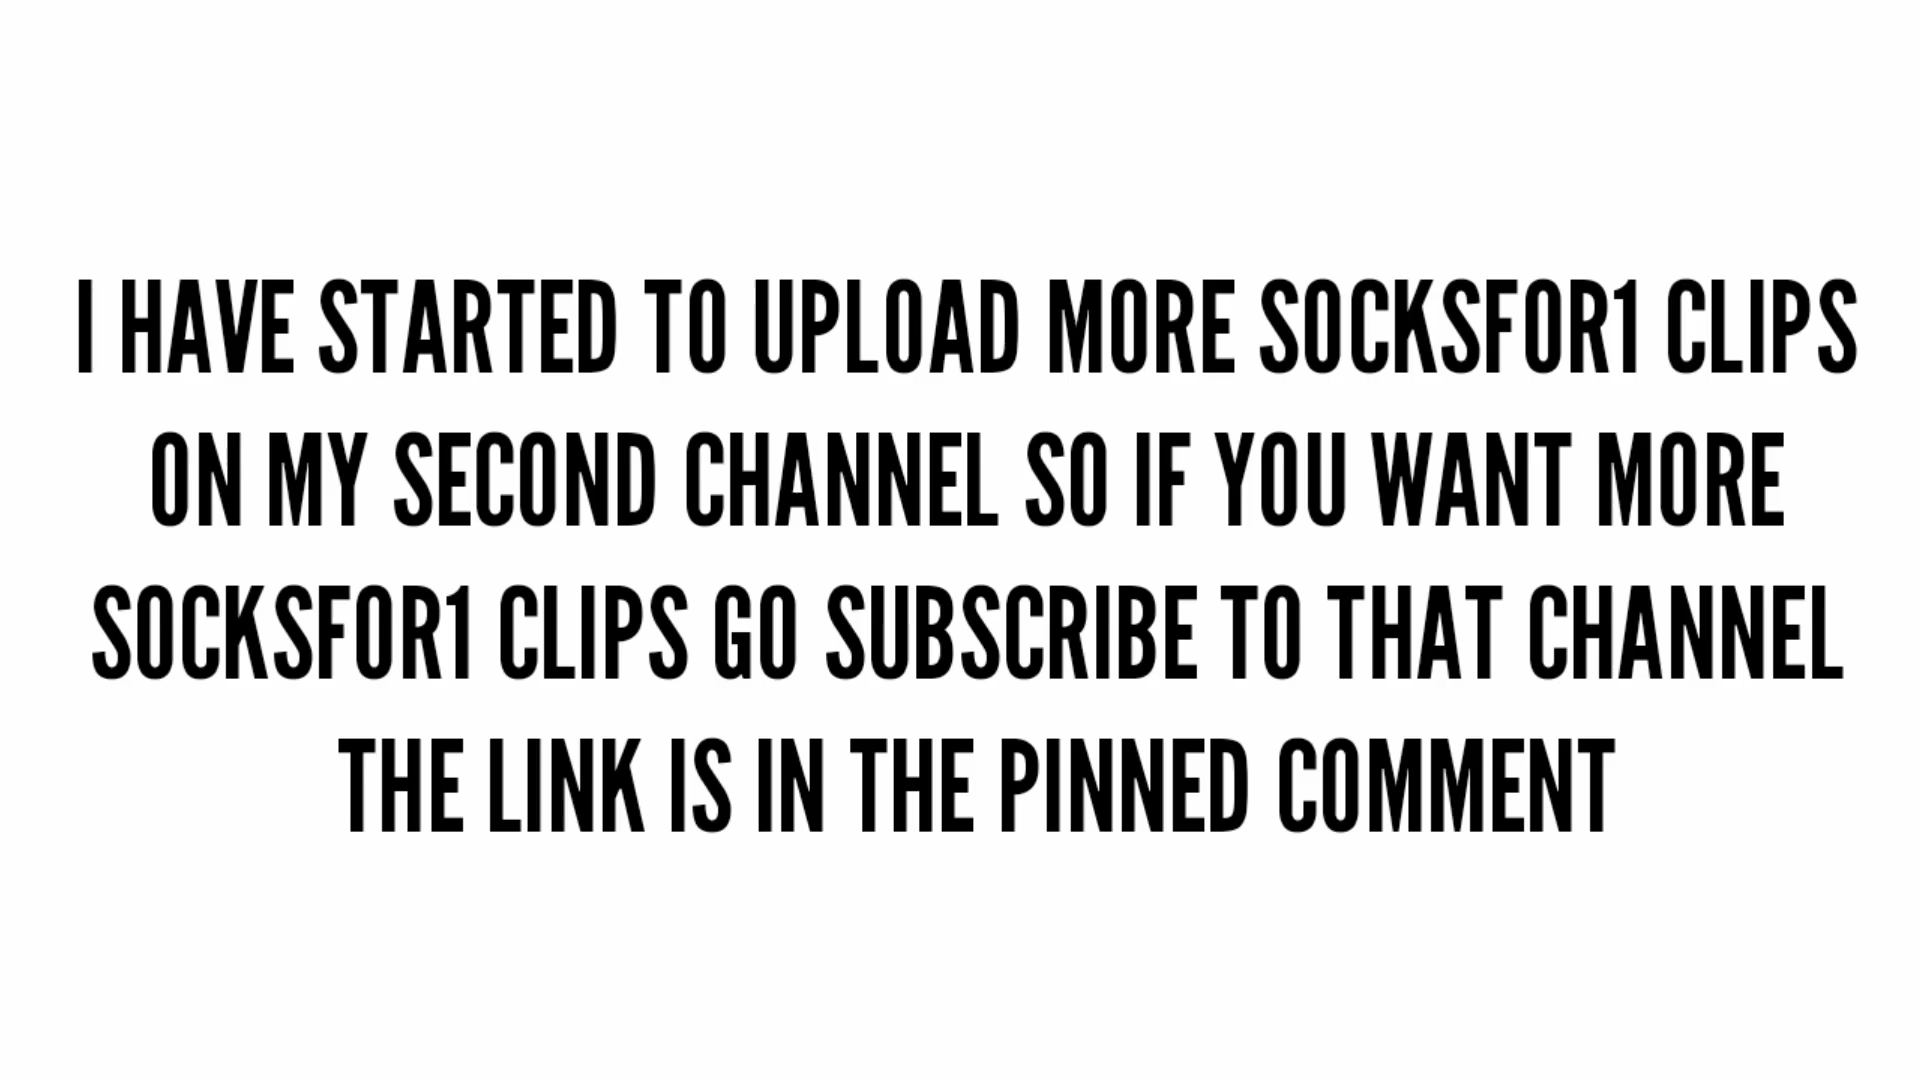 I HAVE STARTED TO UPLOAD MORE SOCKSFOR1 CLIPS
ON MY SECOND CHANNEL SO IF YOU WANT MORE
SOCKSFOR1 CLIPS GO SUBSCRIBE TO THAT CHANNEL
THE LINK IS IN THE PINNED COMMENT